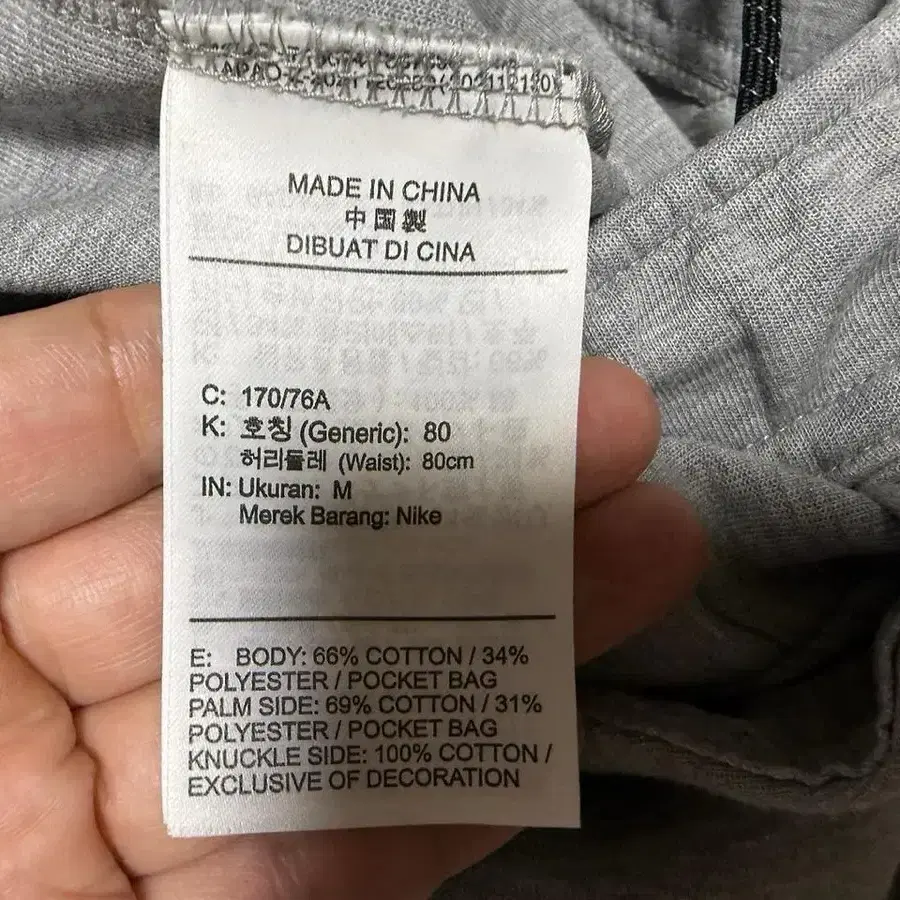 MADE IN CHINA
中国製
DIBUAT DI CINA
C: 170/76A
K: 호칭 (Generic): 80
허리둘레 (Waist): 80cm
IN: Ukuran: M
Merek Barang: Nike
E: BODY: 66% COTTON / 34%
POLYESTER / POCKET BAG
PALM SIDE: 69% COTTON / 31%
POLYESTER / POCKET BAG
KNUCKLE SIDE: 100% COTTON /
EXCLUSIVE OF DECORATION